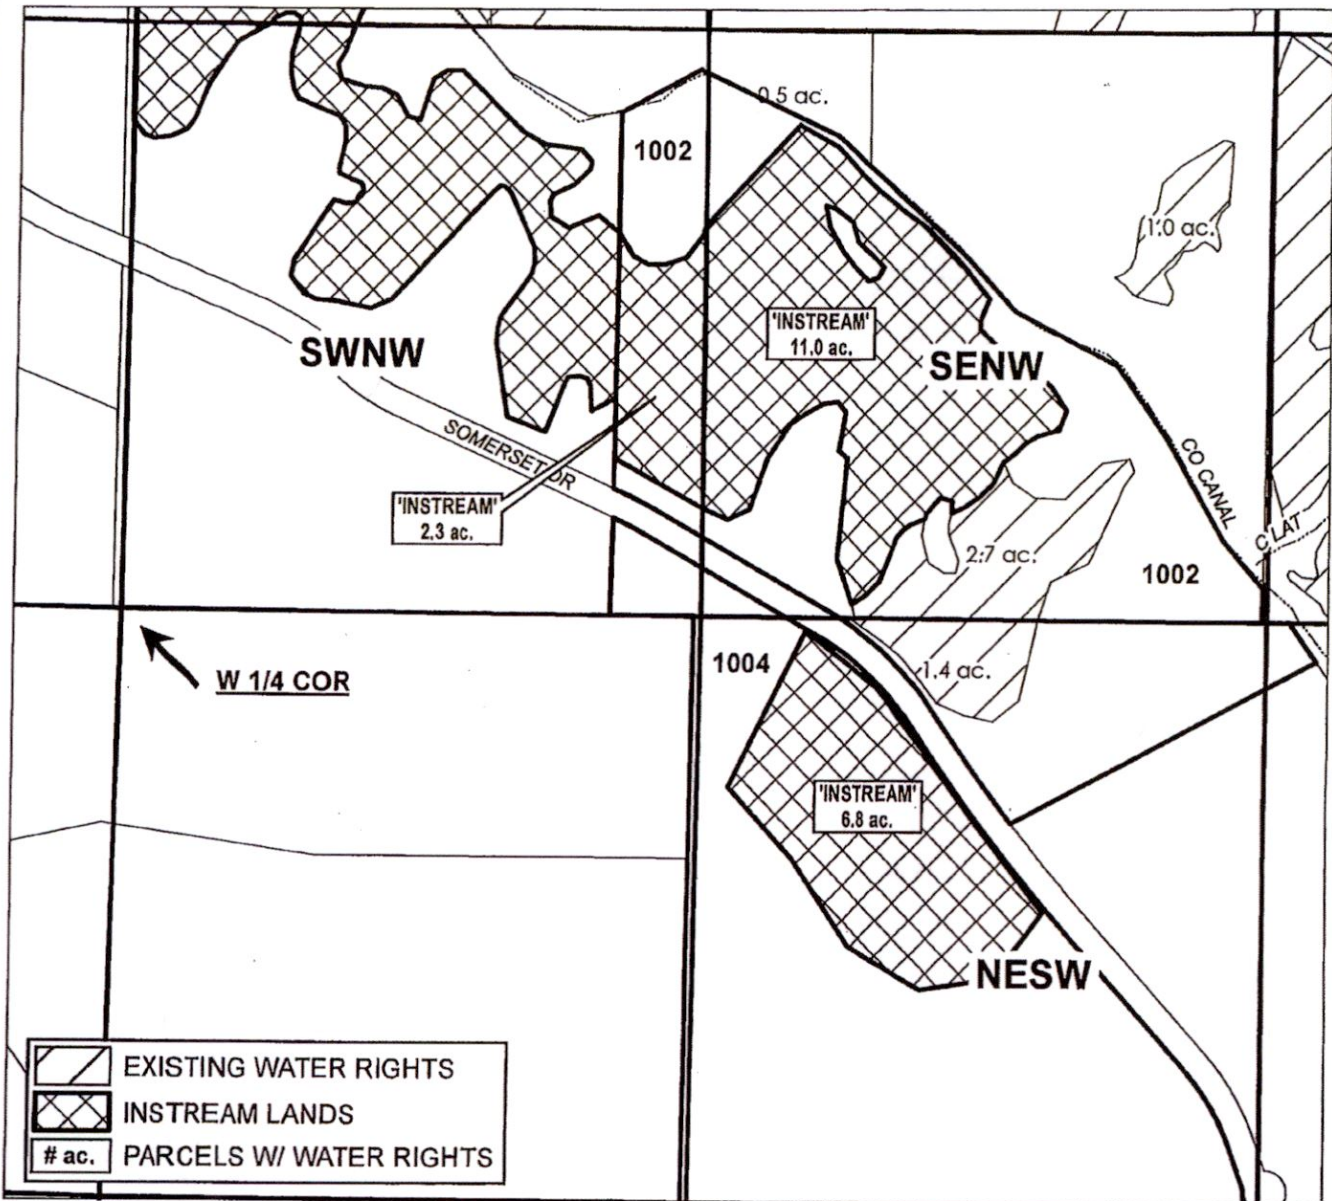 0.5 ac.
1002
1.0 ac.
'INSTREAM'
11.0 ac.
SWNW
SENW
SOMERSET DR
CO CANAL
'INSTREAM'
2.3 ac.
C LAT
2.7 ac.
1002
W 1/4 COR
1004
1.4 ac.
'INSTREAM'
6.8 ac.
NESW
EXISTING WATER RIGHTS
INSTREAM LANDS
# ac. PARCELS W/ WATER RIGHTS